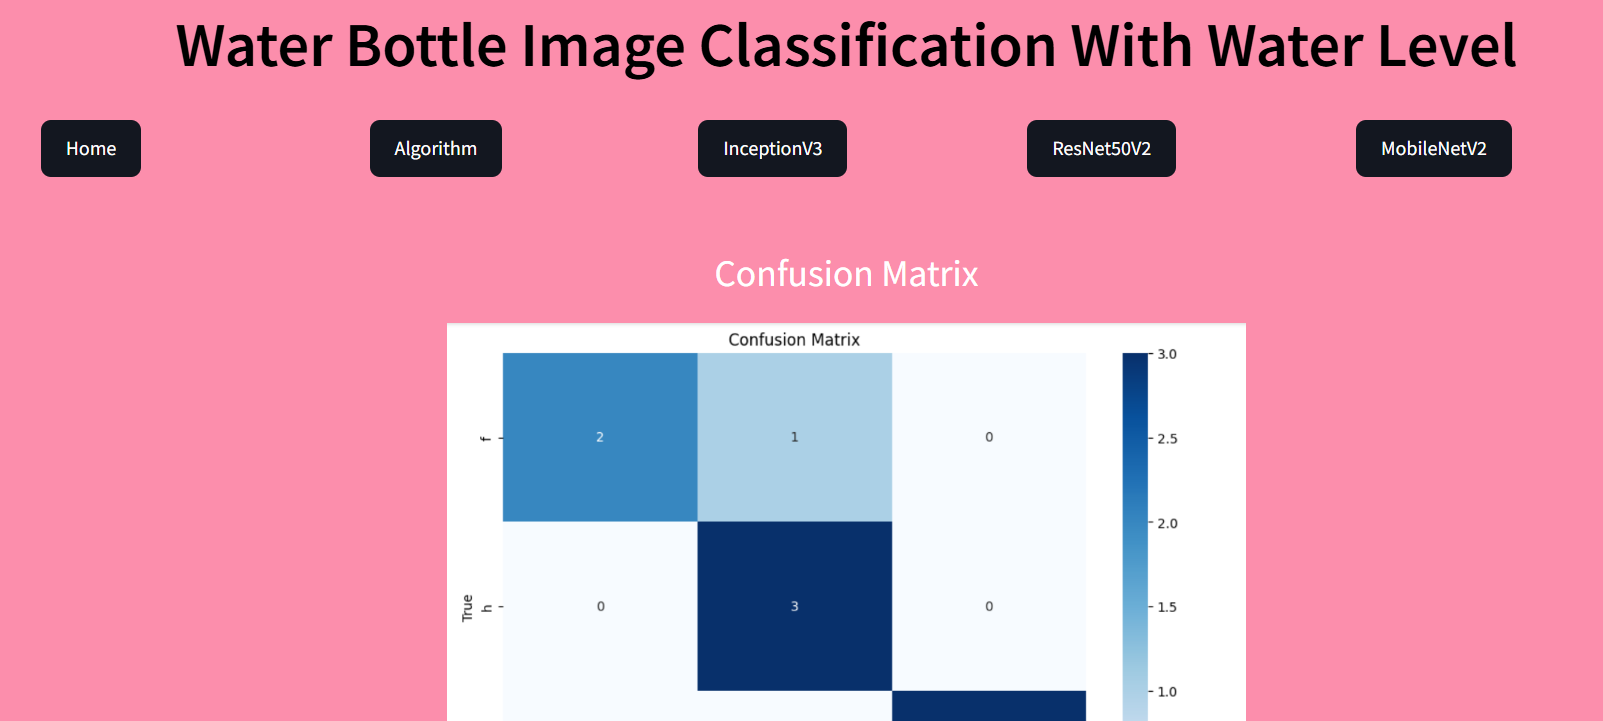 Water Bottle Image Classification With Water Level
Home Algorithm InceptionV3 ResNet50V2 MobileNetV2
Confusion Matrix
Confusion Matrix
3.0
f 2 1 0
2.5
2.0
True h 0 3 0
1.5
1.0